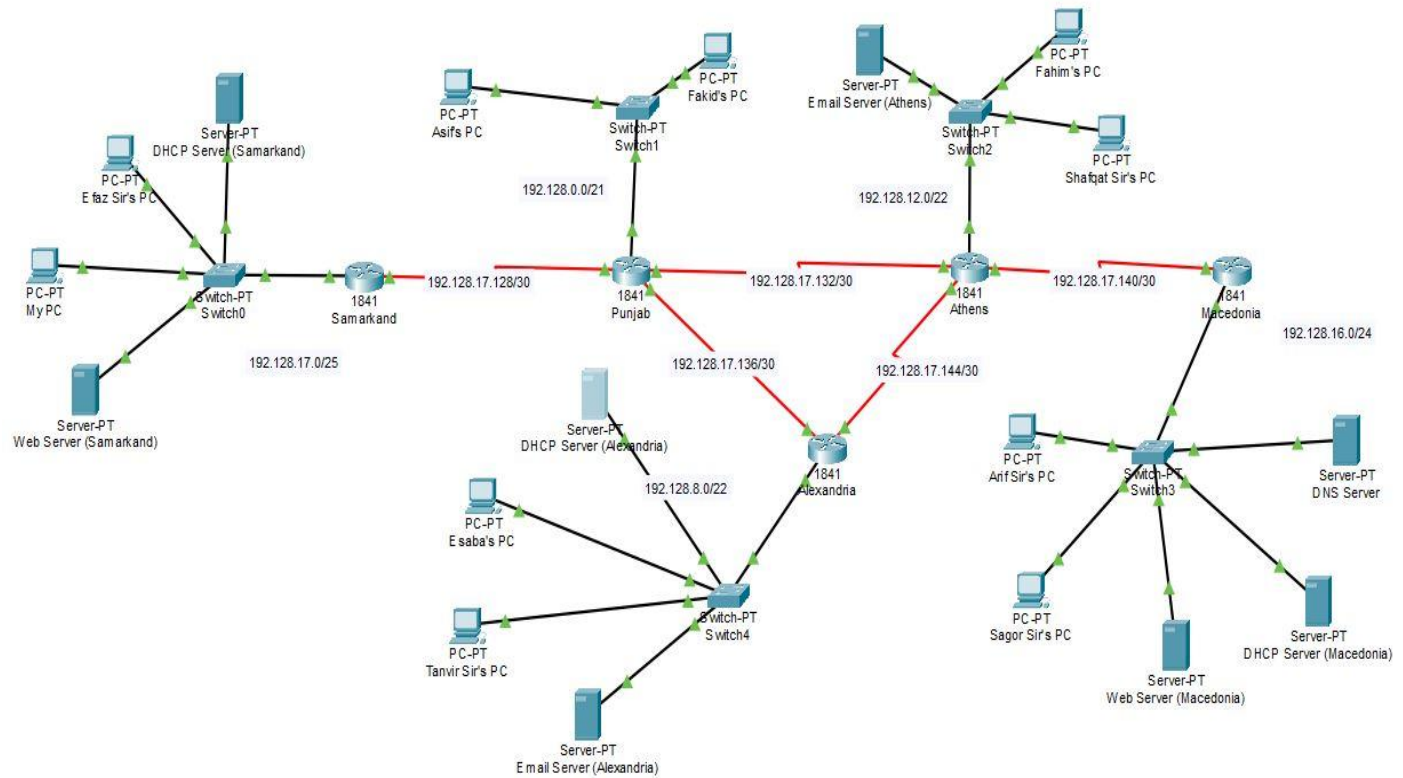 Server-PT
DHCP Server (Samarkand)
PC-PT
Efaz Sir's PC
PC-PT
My PC
Switch-PT
Switch0
1841
Samarkand
192.128.17.0/25
Server-PT
Web Server (Samarkand)
192.128.17.128/30
PC-PT
Asif's PC
PC-PT
Fakid's PC
Switch-PT
Switch1
192.128.0.0/21
1841
Punjab
192.128.17.132/30
Server-PT
Email Server (Athens)
PC-PT
Fahim's PC
Switch-PT
Switch2
PC-PT
Shafqat Sir's PC
192.128.12.0/22
1841
Athens
192.128.17.140/30
1841
Macedonia
192.128.16.0/24
192.128.17.136/30
192.128.17.144/30
Server-PT
DHCP Server (Alexandria)
192.128.8.0/22
1841
Alexandria
PC-PT
Esaba's PC
PC-PT
Tanvir Sir's PC
Switch-PT
Switch4
Server-PT
Email Server (Alexandria)
PC-PT
Arif Sir's PC
Switch-PT
Switch3
Server-PT
DNS Server
PC-PT
Sagor Sir's PC
Server-PT
DHCP Server (Macedonia)
Server-PT
Web Server (Macedonia)